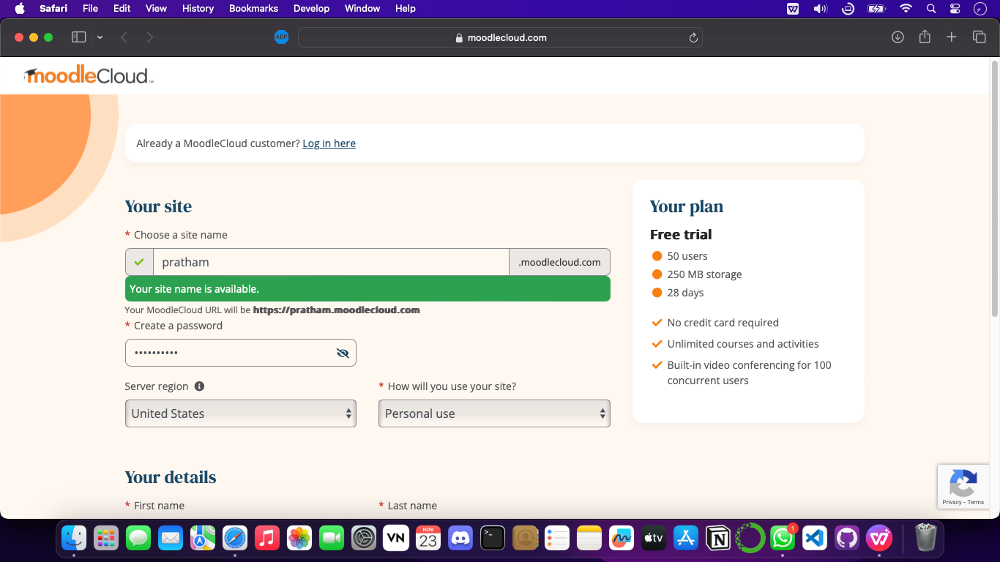 Safari File Edit View History Bookmarks Develop Window Help
ABP
moodlecloud.com
moodleCloud™
Already a MoodleCloud customer? Log in here
Your site
* Choose a site name
pratham
.moodlecloud.com
Your site name is available.
Your MoodleCloud URL will be https://pratham.moodlecloud.com
* Create a password
••••••••••
Server region
United States
* How will you use your site?
Personal use
Your plan
Free trial
50 users
250 MB storage
28 days
No credit card required
Unlimited courses and activities
Built-in video conferencing for 100
concurrent users
Your details
* First name
* Last name
Privacy - Terms
VN
NOV
23
tv
1